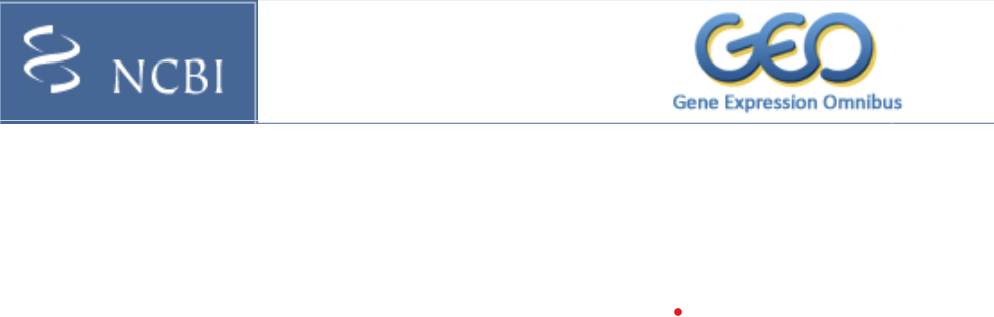 NCBI
GEO
Gene Expression Omnibus